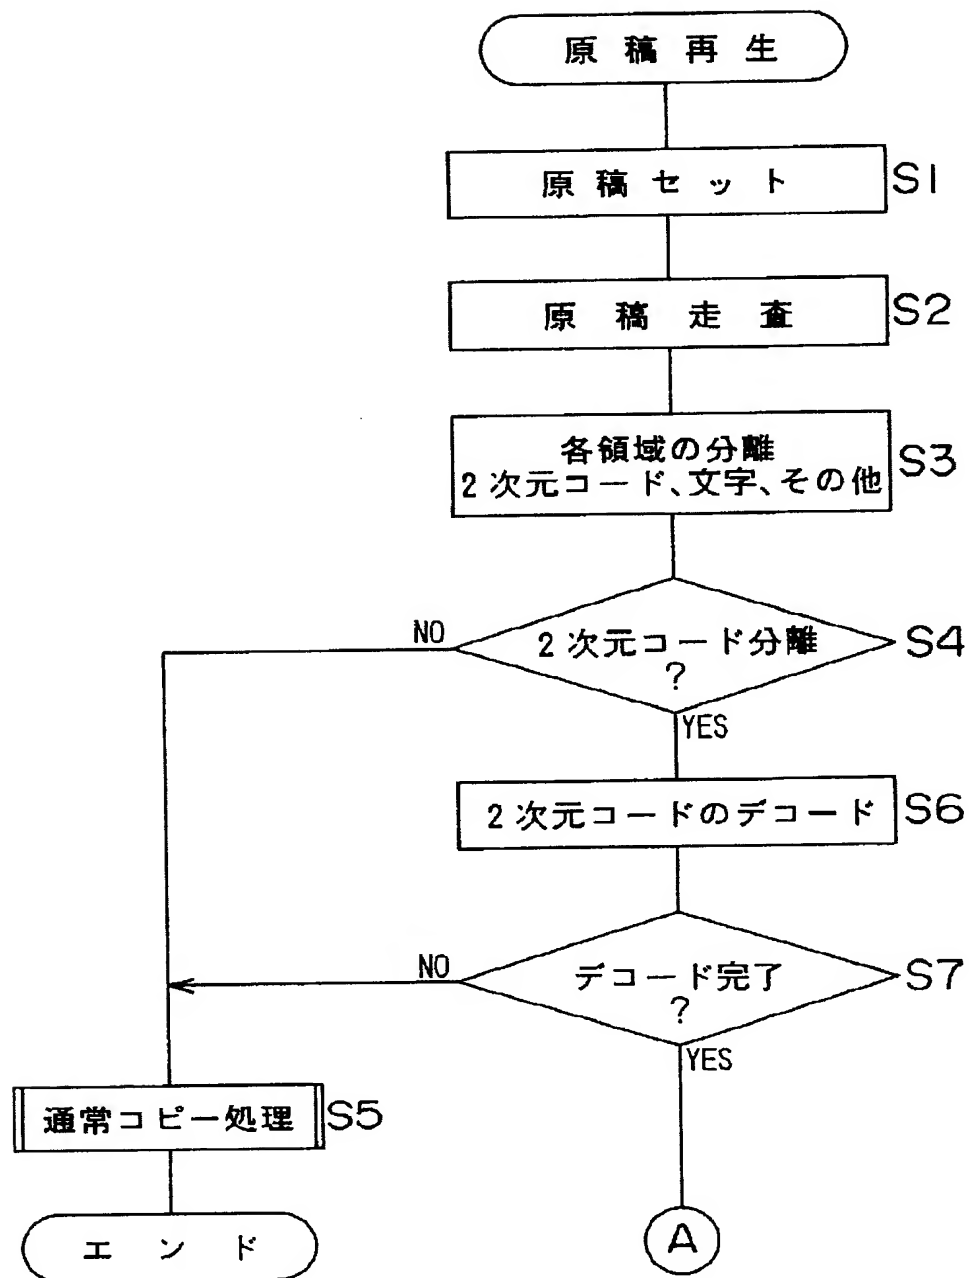 原稿再生
原稿セット
S1
原稿走査
S2
各領域の分離
2次元コード、文字、その他
S3
2次元コード分離
?
S4
NO
YES
2次元コードのデコード
S6
デコード完了
?
S7
NO
YES
通常コピー処理
S5
エンド
A